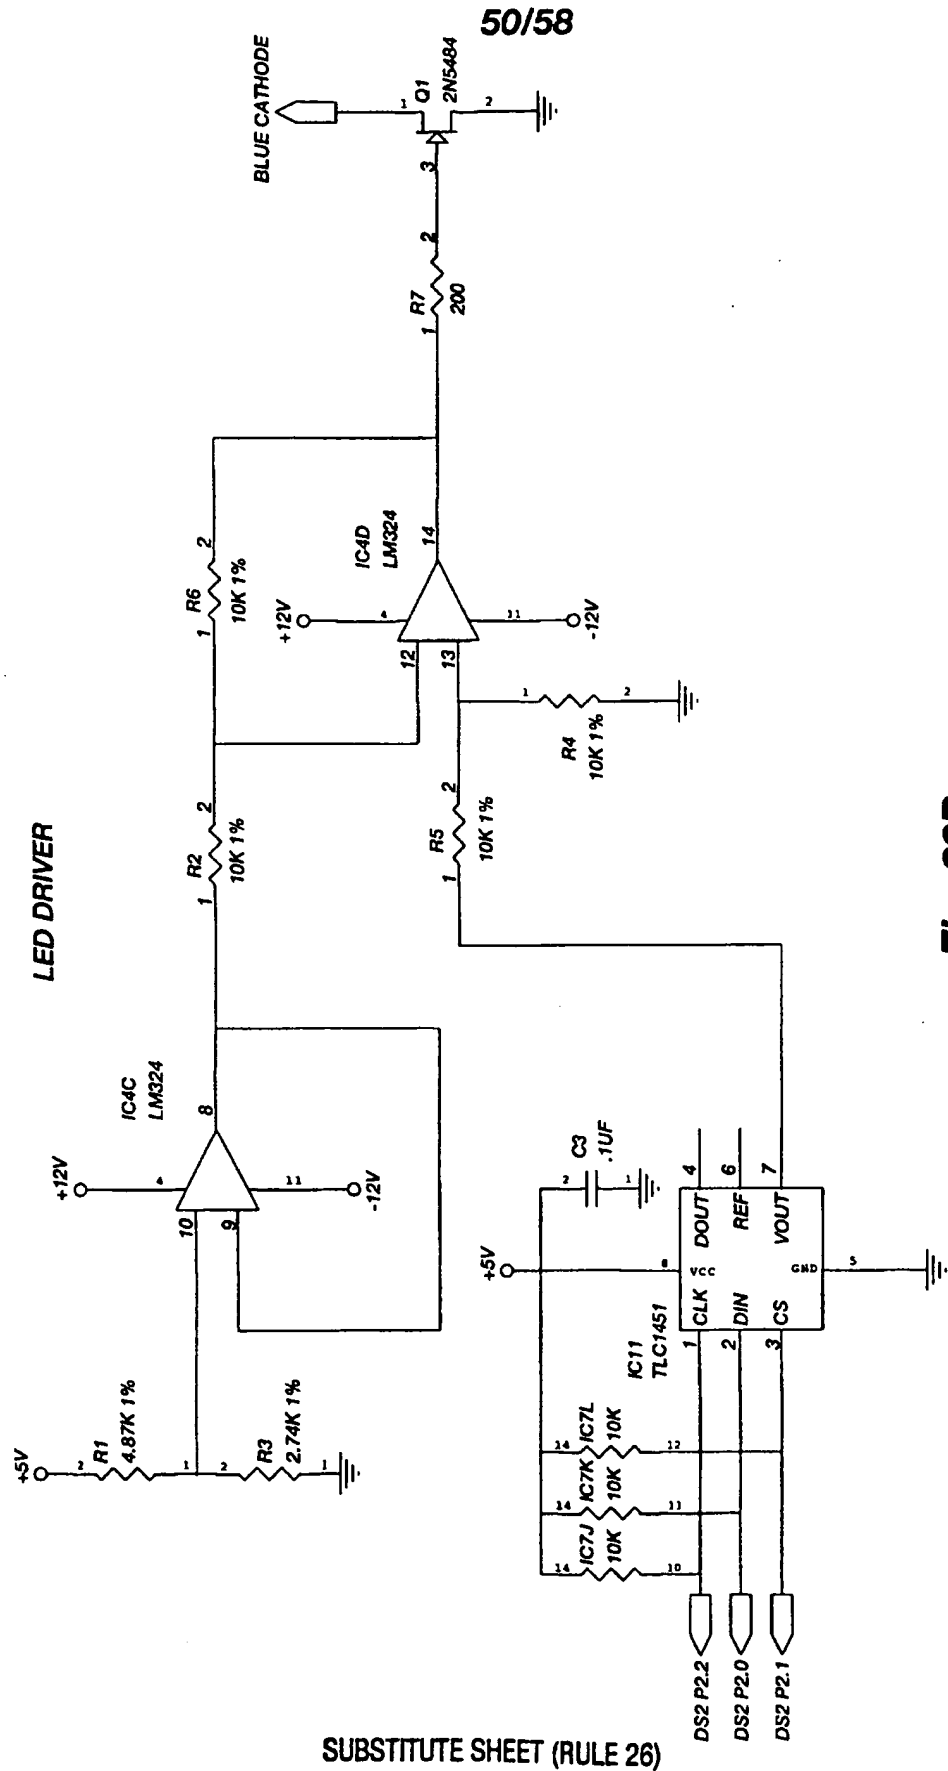 50/58
LED DRIVER
BLUE CATHODE
1
Q1
2N5484
2
3
2
R7
200
1
2
R6
10K 1%
1
IC4D
LM324
14
+12V
4
12
13
11
-12V
1
R4
10K 1%
2
2
R2
10K 1%
1
2
R5
10K 1%
1
IC4C
LM324
8
+12V
4
10
9
11
-12V
+5V
2
R1
4.87K 1%
1
2
R3
2.74K 1%
1
+5V
2
C3
.1UF
1
8
VCC
DOUT
4
REF
6
VOUT
7
GND
5
CLK
1
DIN
2
CS
3
IC11
TLC1451
14
IC7L
10K
12
14
IC7K
10K
11
14
IC7J
10K
10
DS2 P2.2
DS2 P2.0
DS2 P2.1
SUBSTITUTE SHEET (RULE 26)